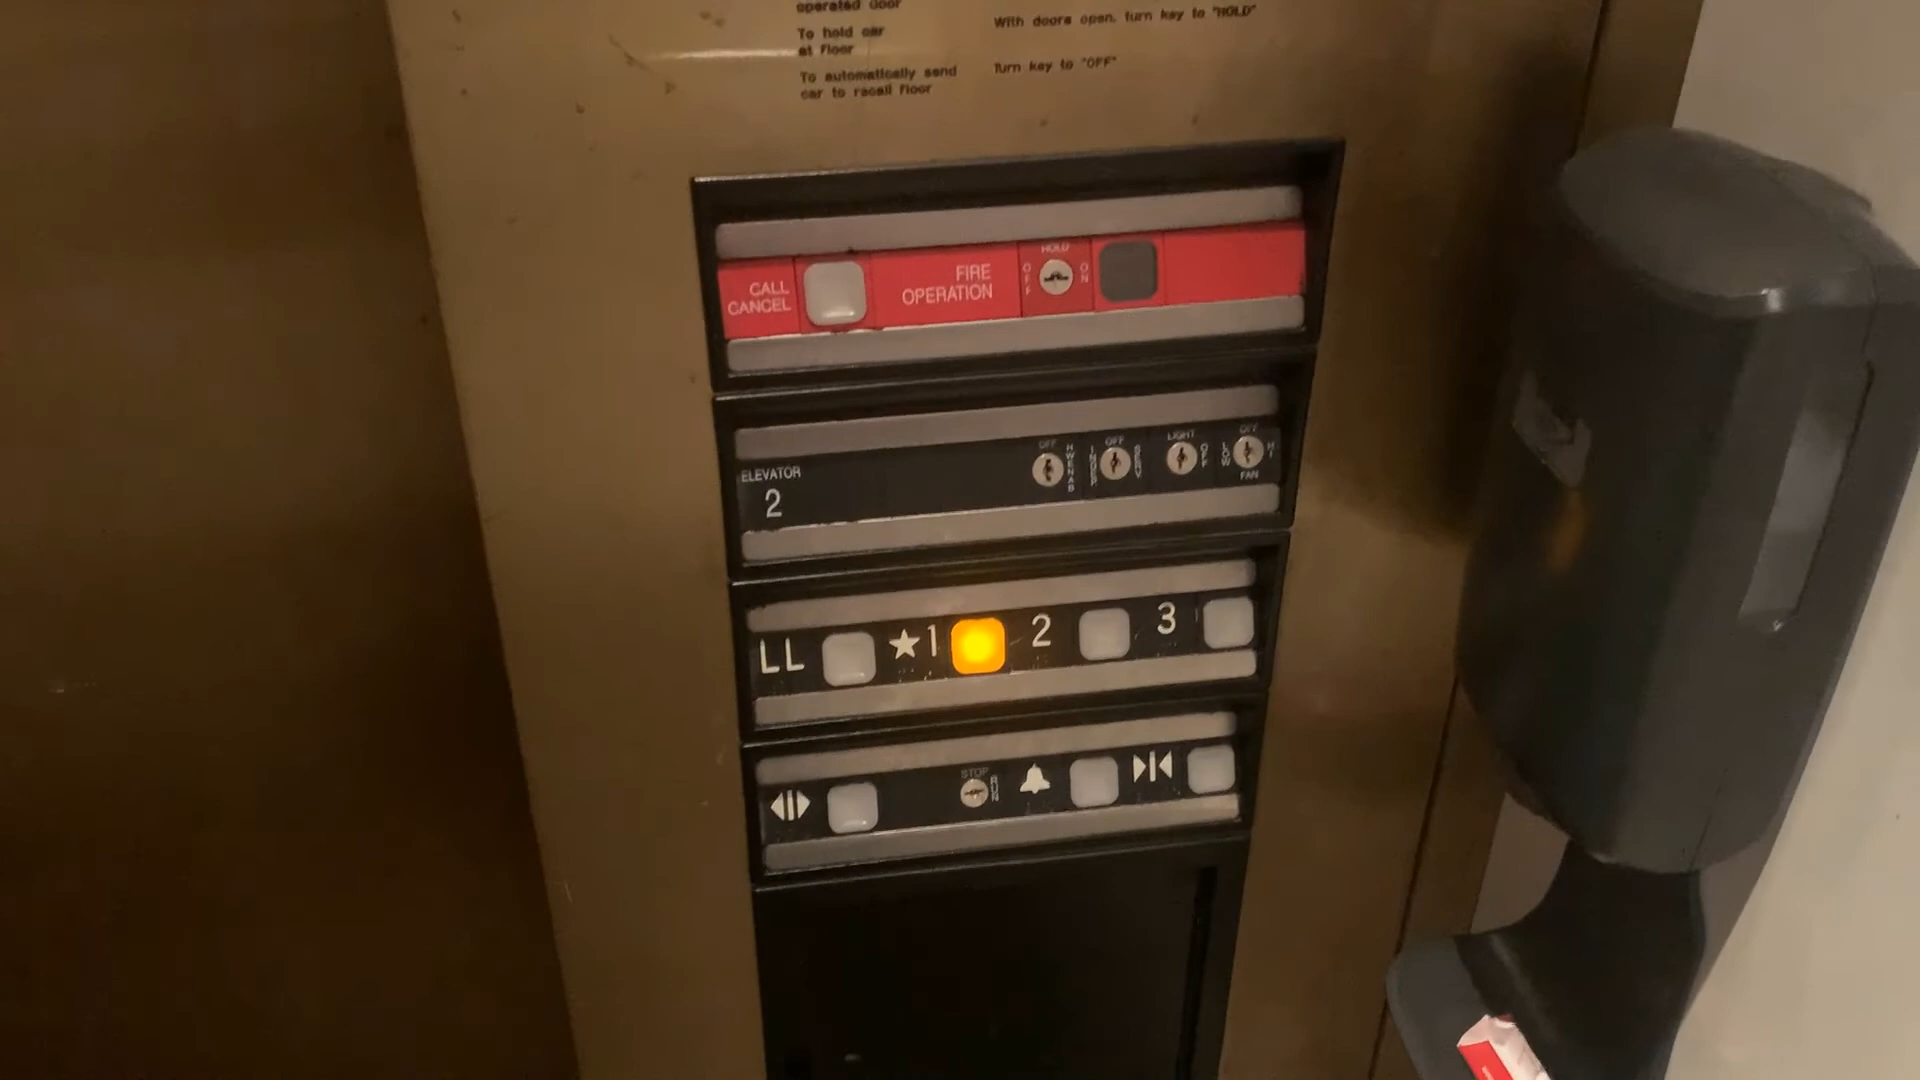 operated door
To hold car
at floor
With doors open, turn key to "HOLD"
To automatically send
car to recall floor
Turn key to "OFF"
CALL
CANCEL
FIRE
OPERATION
OFF
HOLD
ON
ELEVATOR
2
OFF
OFF
LIGHT
OFF
LOW
OFF
HI
FAN
LL
★1
2
3
STOP
RUN